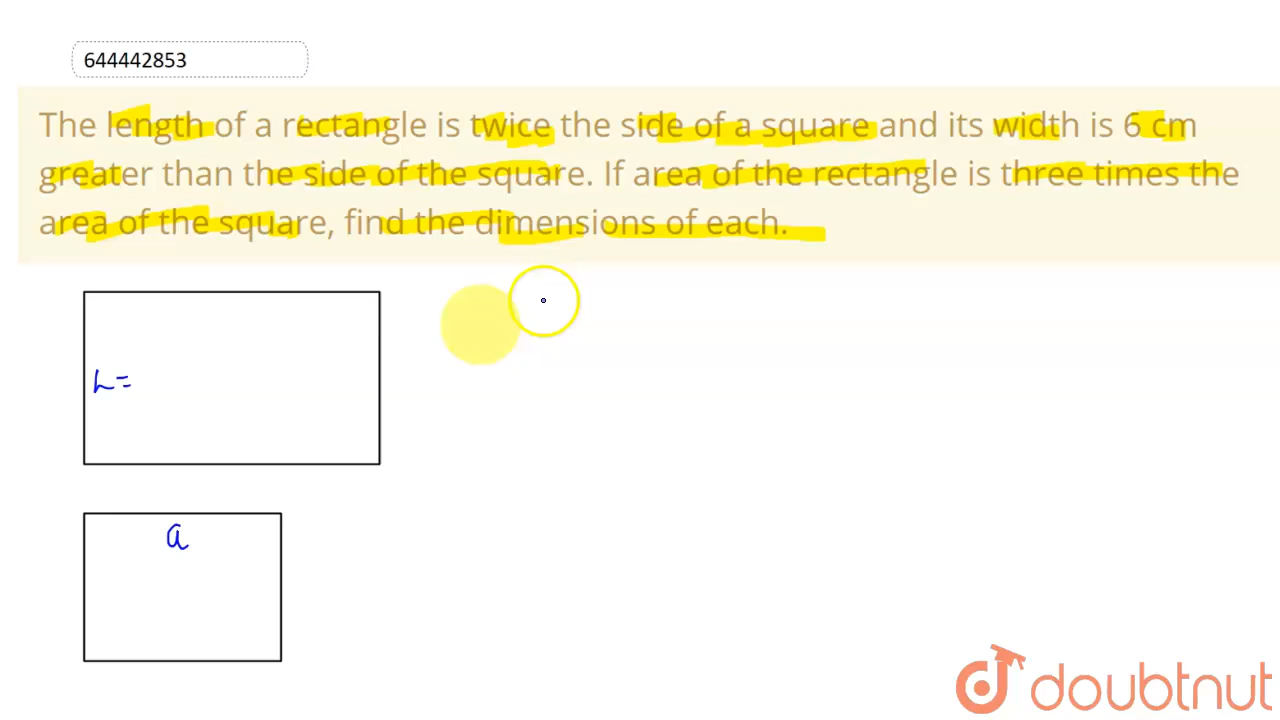 644442853
The length of a rectangle is twice the side of a square and its width is 6 cm
greater than the side of the square. If area of the rectangle is three times the
area of the square, find the dimensions of each.
L=
a
doubtnut